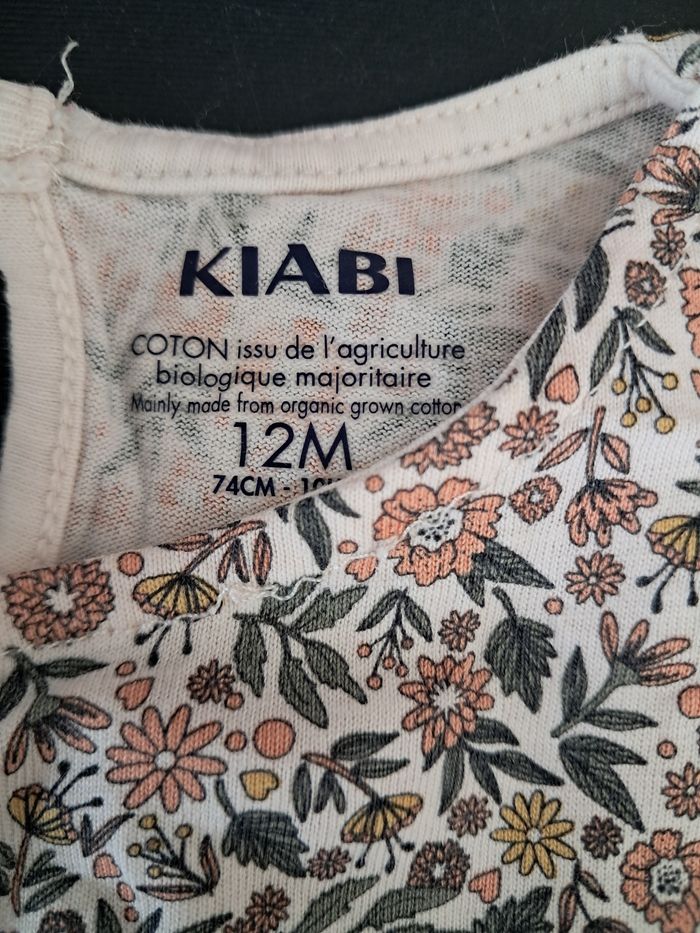 KIABI
COTON issu de l'agriculture
biologique majoritaire
Mainly made from organic grown cotton
12M
74CM -